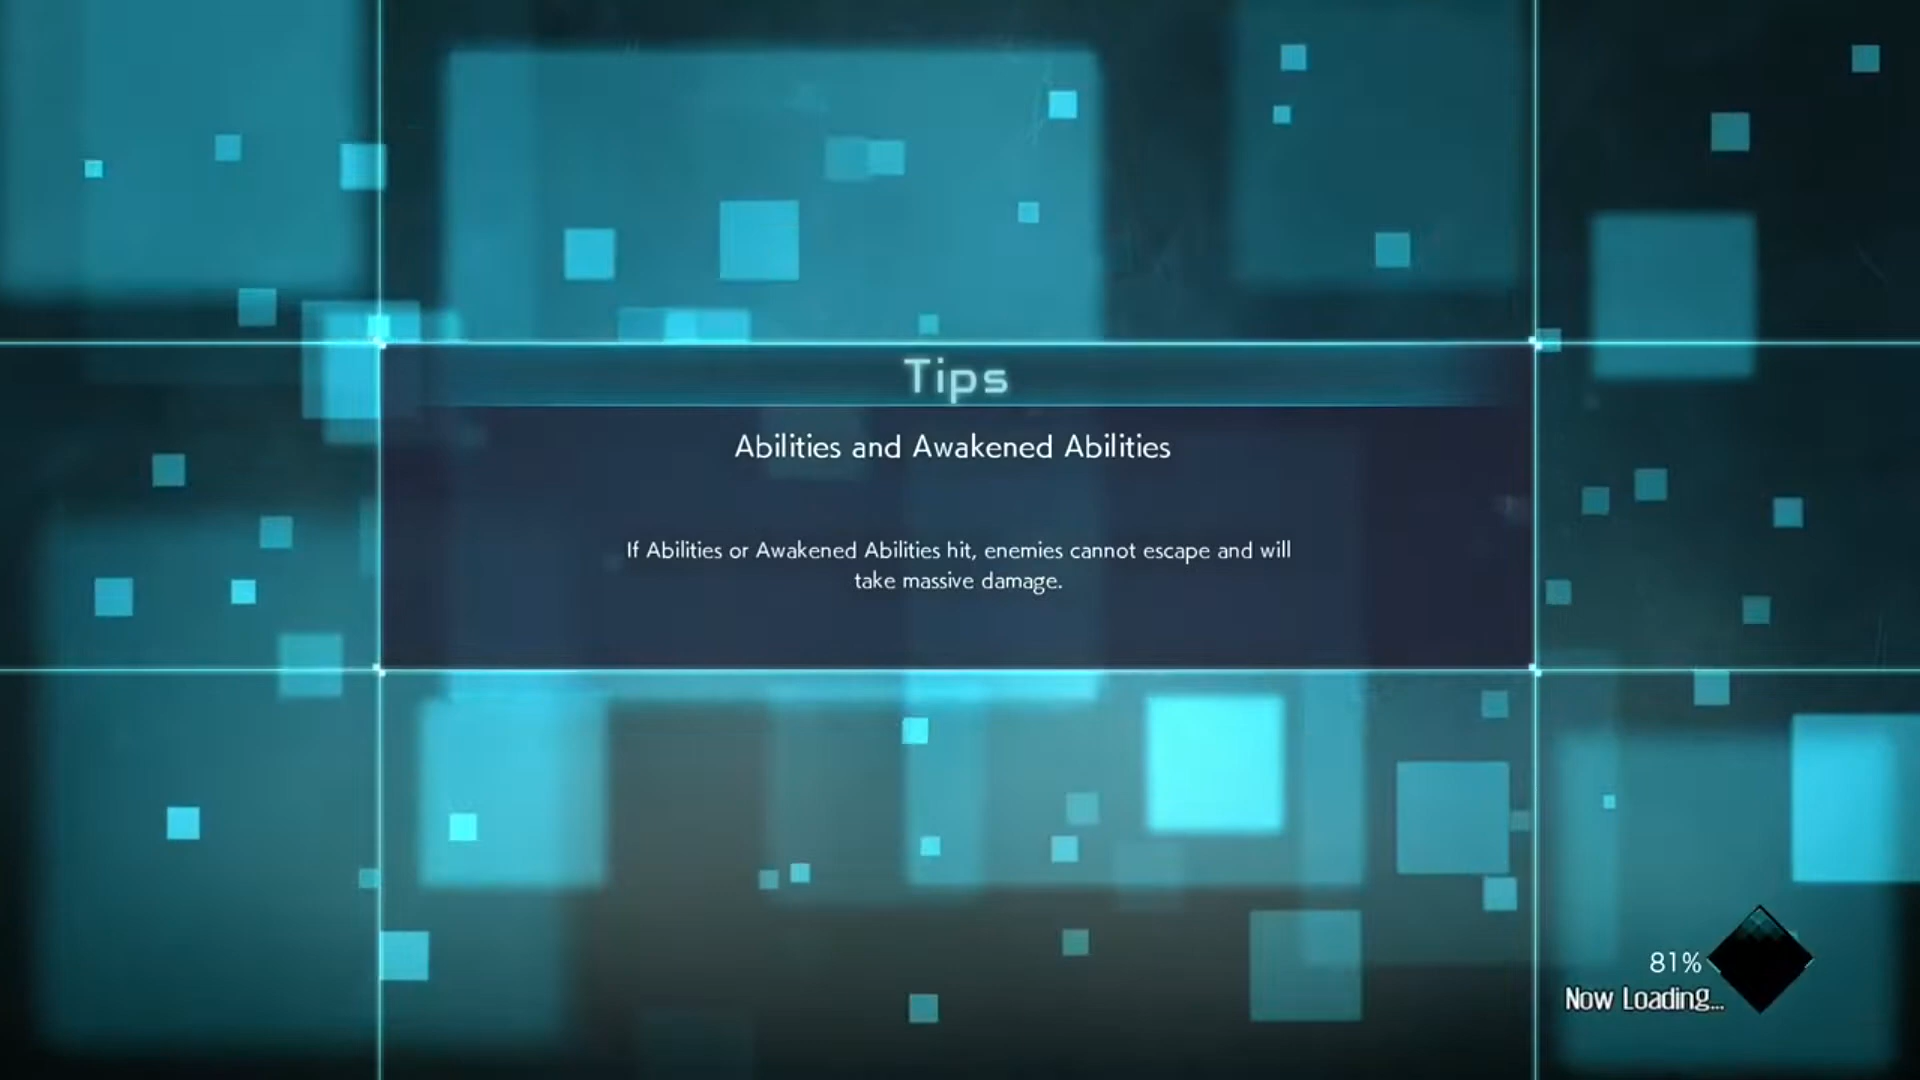 Tips
Abilities and Awakened Abilities
If Abilities or Awakened Abilities hit, enemies cannot escape and will
take massive damage.
81%
Now Loading...